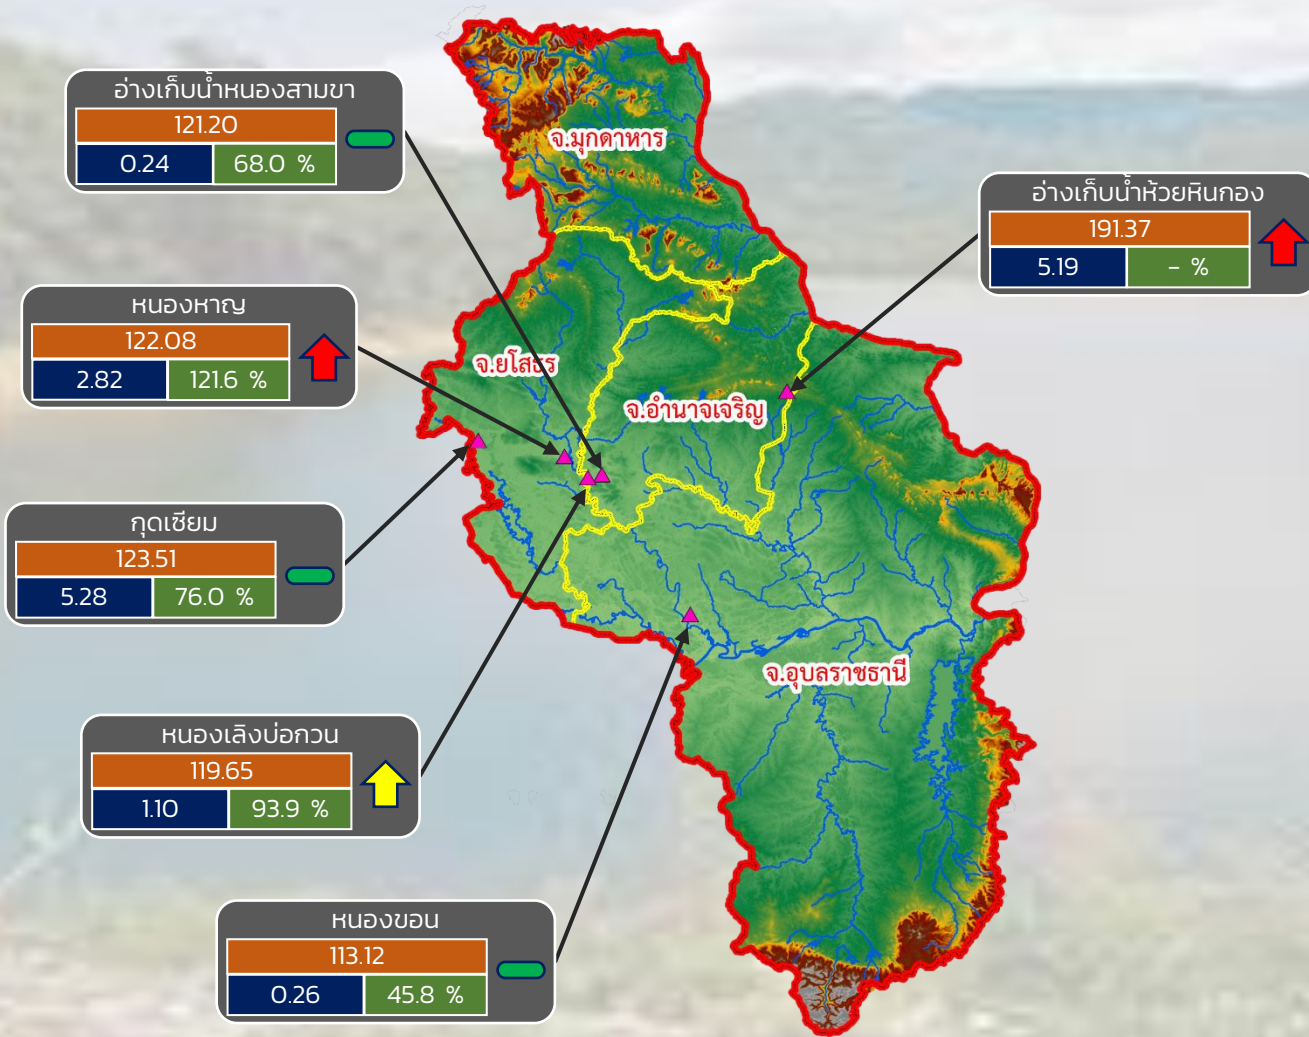 อ่างเก็บน้ำหนองสามขา
121.20
0.24 68.0 %
จ.มุกดาหาร
อ่างเก็บน้ำห้วยหินกอง
191.37
5.19 - %
หนองหาญ
122.08
2.82 121.6 %
จ.ยโสธร
จ.อำนาจเจริญ
กุดเซียม
123.51
5.28 76.0 %
จ.อุบลราชธานี
หนองเลิงบ่อกวน
119.65
1.10 93.9 %
หนองขอน
113.12
0.26 45.8 %